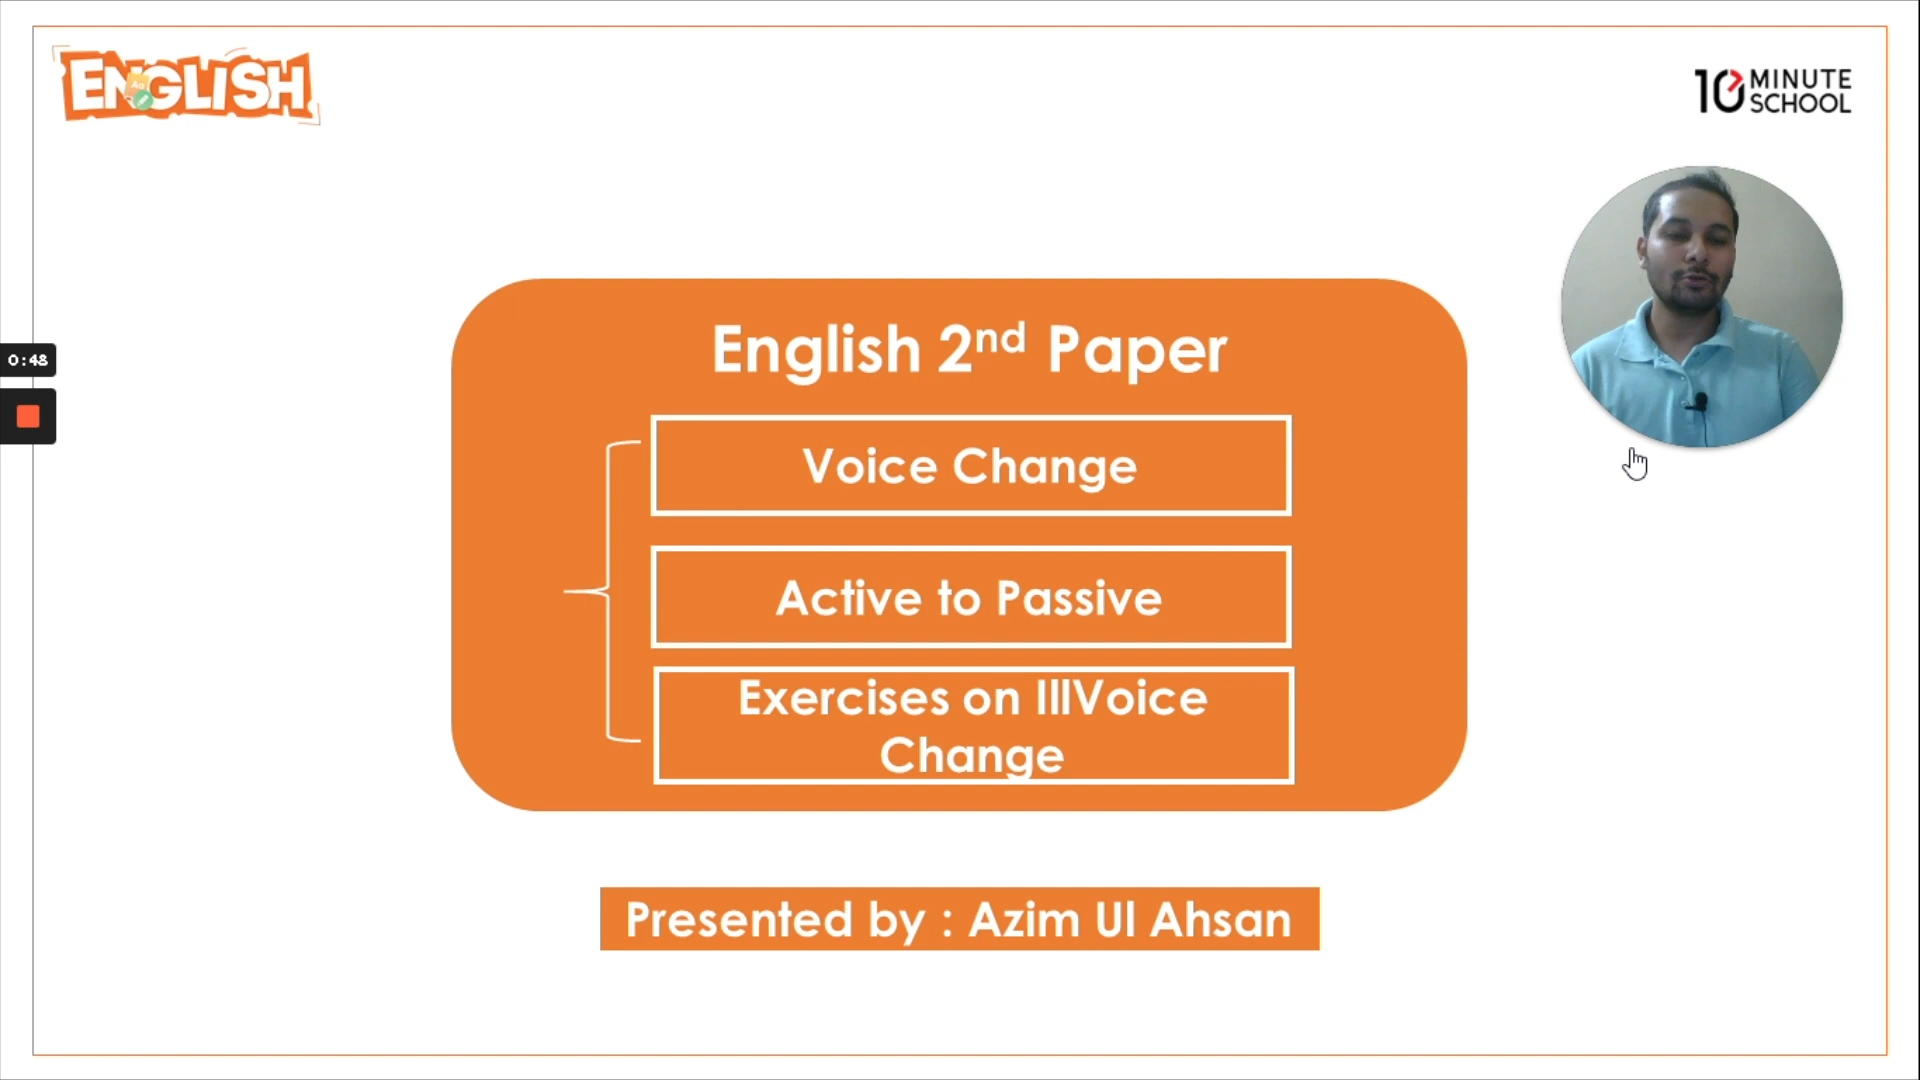 ENGLISH
10 MINUTE
SCHOOL
0:48
English 2nd Paper
Voice Change
Active to Passive
Exercises on IllVoice
Change
Presented by : Azim Ul Ahsan